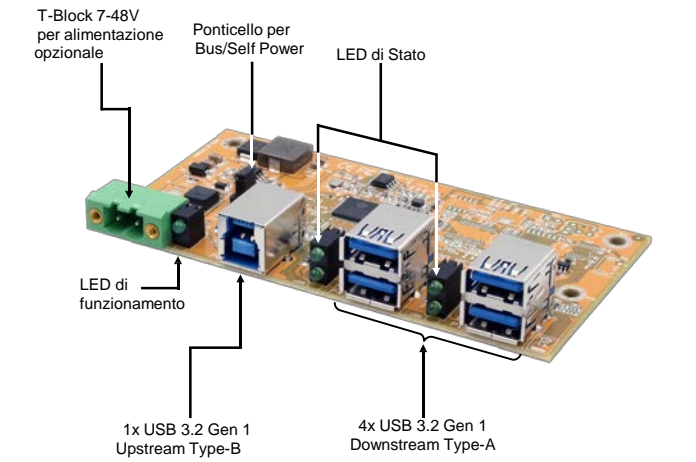 T-Block 7-48V
per alimentazione
opzionale
Ponticello per
Bus/Self Power
LED di Stato
LED di
funzionamento
1x USB 3.2 Gen 1
Upstream Type-B
4x USB 3.2 Gen 1
Downstream Type-A